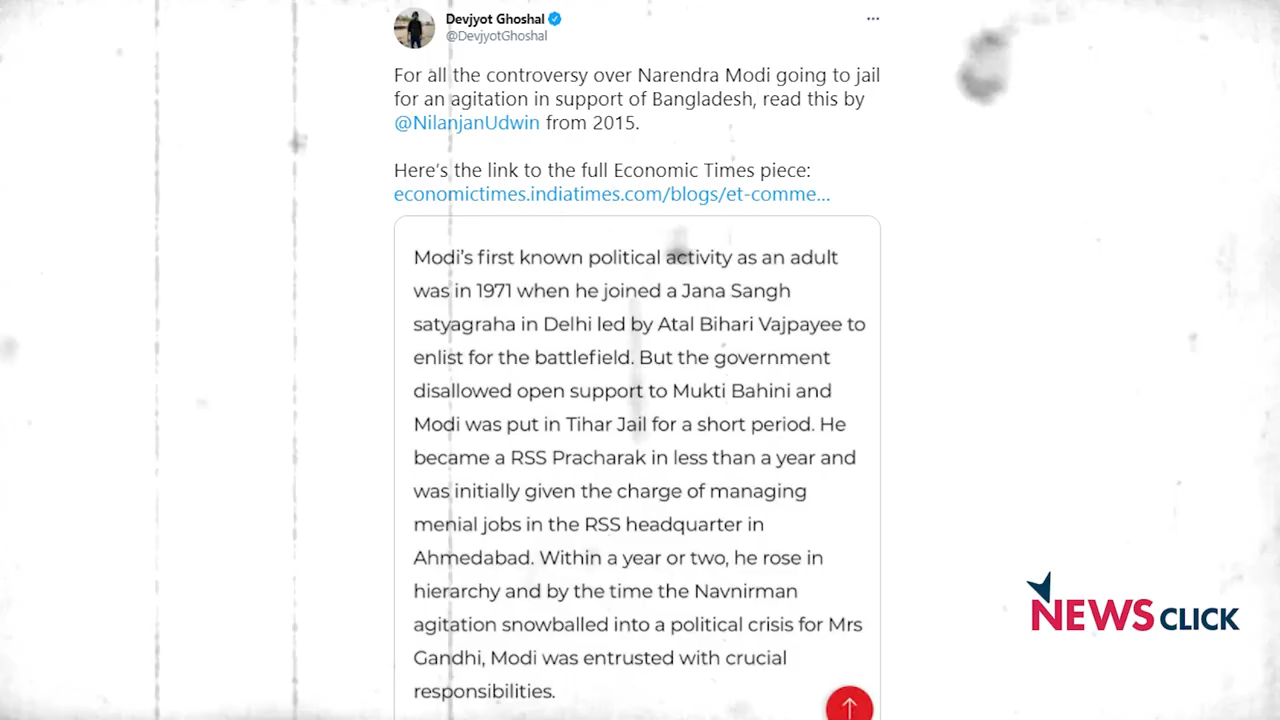 Devjyot Ghoshal
@DevjyotGhoshal
For all the controversy over Narendra Modi going to jail
for an agitation in support of Bangladesh, read this by
@NilanjanUdwin from 2015.
Here's the link to the full Economic Times piece:
economictimes.indiatimes.com/blogs/et-comme...
Modi's first known political activity as an adult
was in 1971 when he joined a Jana Sangh
satyagraha in Delhi led by Atal Bihari Vajpayee to
enlist for the battlefield. But the government
disallowed open support to Mukti Bahini and
Modi was put in Tihar Jail for a short period. He
became a RSS Pracharak in less than a year and
was initially given the charge of managing
menial jobs in the RSS headquarter in
Ahmedabad. Within a year or two, he rose in
hierarchy and by the time the Navnirman
agitation snowballed into a political crisis for Mrs
Gandhi, Modi was entrusted with crucial
responsibilities.
NEWSCLICK